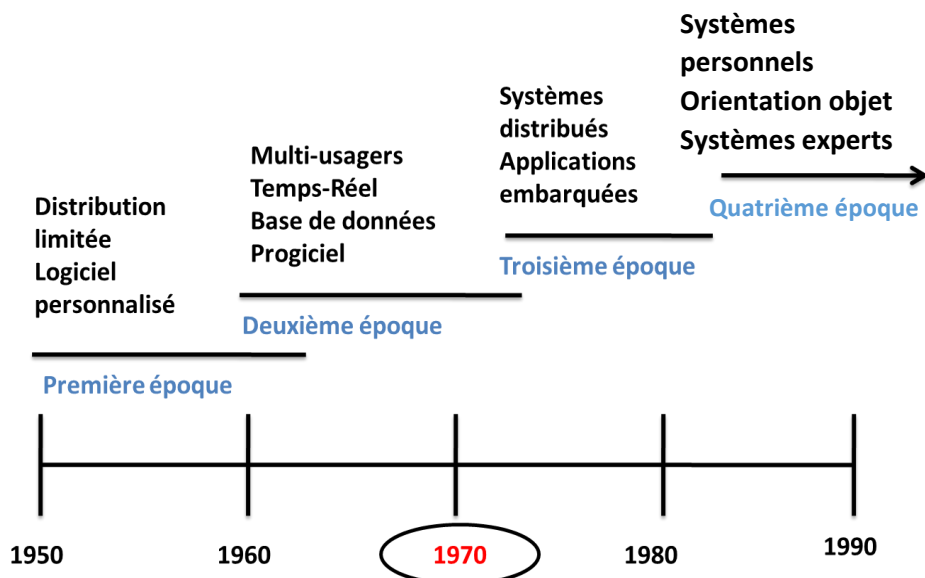 Distribution
limitée
Logiciel
personnalisé
Première époque
Multi-usagers
Temps-Réel
Base de données
Progiciel
Deuxième époque
Systèmes
distribués
Applications
embarquées
Troisième époque
Systèmes
personnels
Orientation objet
Systèmes experts
Quatrième époque
1950
1960
1970
1980
1990